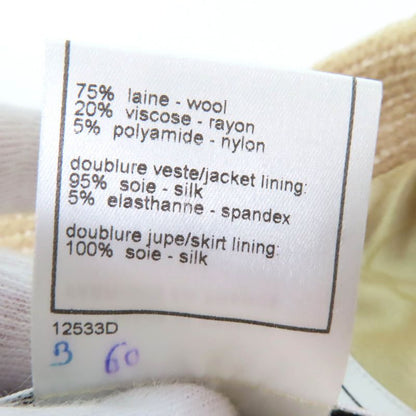 75% laine - wool
20% viscose - rayon
5% polyamide - nylon
doublure veste/jacket lining:
95% soie - silk
5% elasthanne - spandex
doublure jupe/skirt lining:
100% soie - silk
12533D
B 60